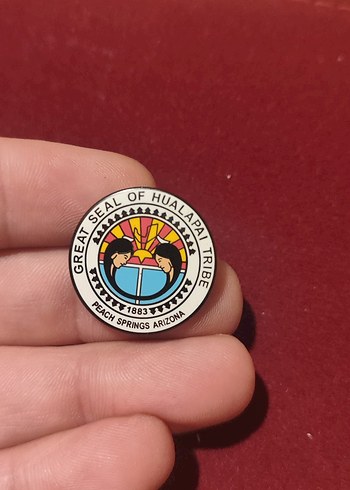 GREAT SEAL OF HUALAPAI TRIBE
1883
PEACH SPRINGS ARIZONA